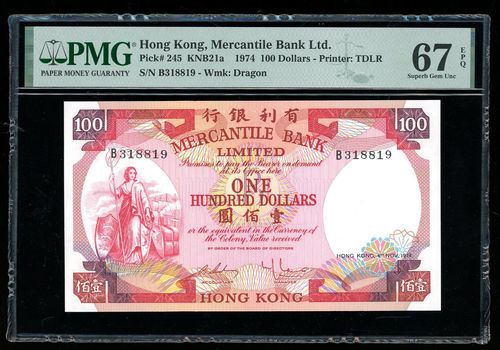 PMG
PAPER MONEY GUARANTY
Hong Kong, Mercantile Bank Ltd.
Pick# 245 KNB21a 1974 100 Dollars - Printer: TDLR
S/N B318819 - Wmk: Dragon
67 EPQ
Superb Gem Unc
行銀利有
100 MERCANTILE BANK 100
LIMITED
B318819 B318819
Promises to pay the Bearer on demand
at its Office here
ONE
HUNDRED DOLLARS
圓佰壹
or the equivalent in the Currency of
the Colony, Value received
BY ORDER OF THE BOARD OF DIRECTORS
HONG KONG, 4TH NOV. 1974
佰壹 HONG KONG 佰壹